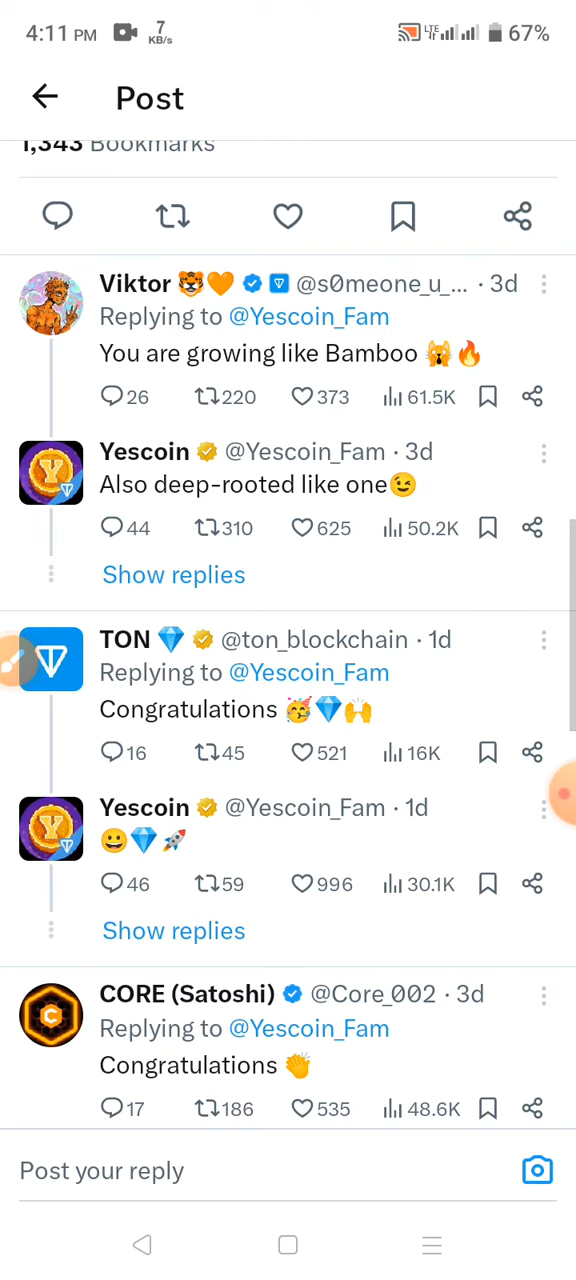 4:11 PM 7 KB/s LTE 67%
Post
1,343 Bookmarks
Viktor 🐯🧡 @s0meone_u_... · 3d
Replying to @Yescoin_Fam
You are growing like Bamboo 🙀🔥
26 220 373 61.5K
Yescoin @Yescoin_Fam · 3d
Also deep-rooted like one😉
44 310 625 50.2K
Show replies
TON 💎 @ton_blockchain · 1d
Replying to @Yescoin_Fam
Congratulations 🥳💎🙌
16 45 521 16K
Yescoin @Yescoin_Fam · 1d
😀💎🚀
46 59 996 30.1K
Show replies
CORE (Satoshi) @Core_002 · 3d
Replying to @Yescoin_Fam
Congratulations 👏
17 186 535 48.6K
Post your reply